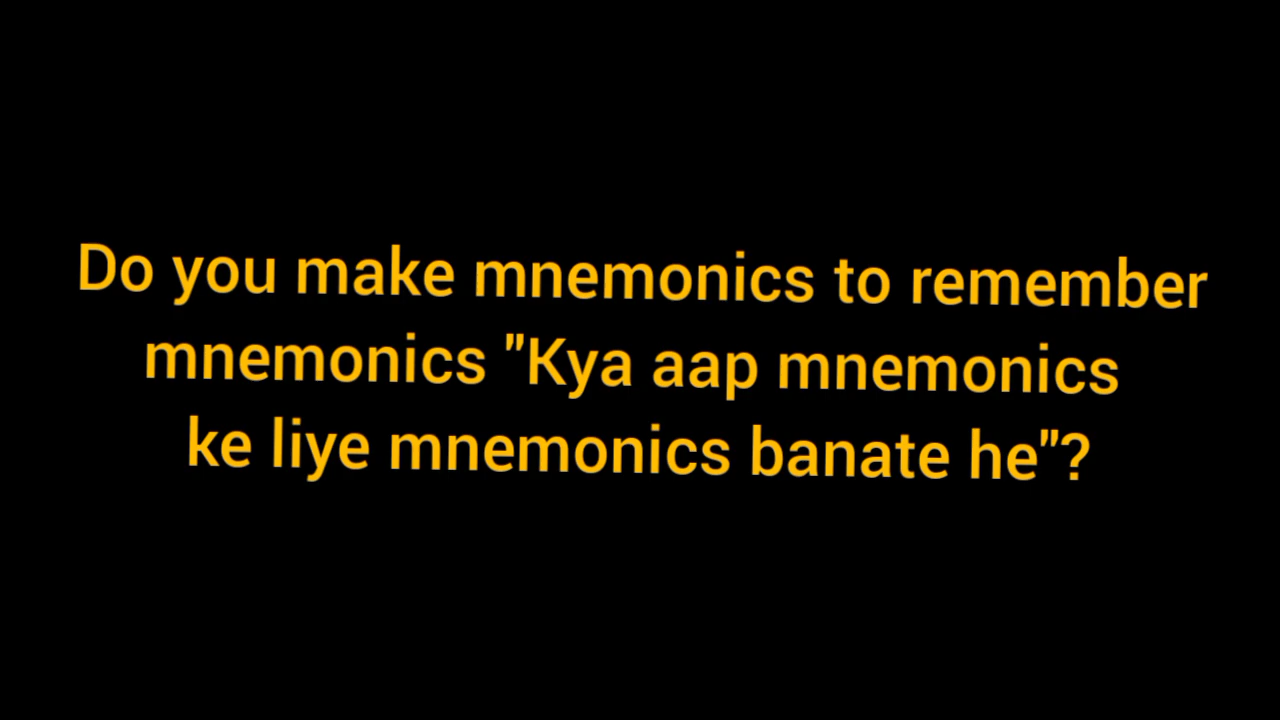 Do you make mnemonics to remember
mnemonics "Kya aap mnemonics
ke liye mnemonics banate he"?